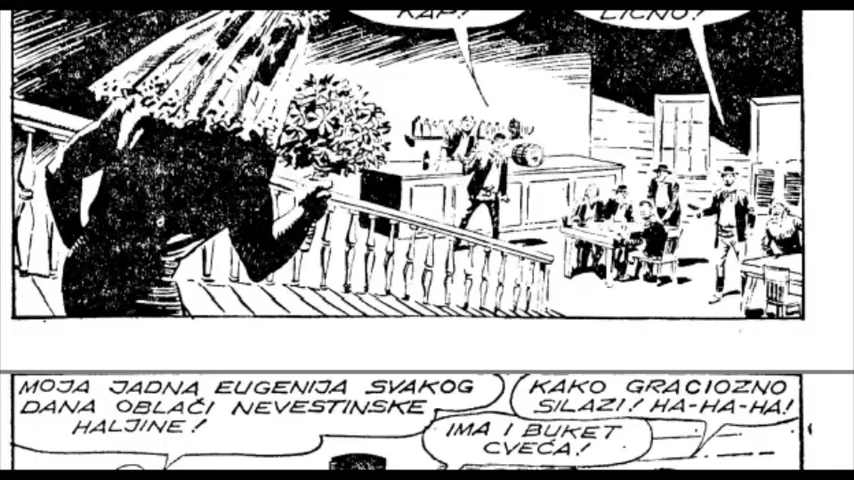 KAP!
LIČNO!
MOJA JADNA EUGENIJA SVAKOG
DANA OBLAČI NEVESTINSKE
HALJINE!
KAKO GRACIOZNO
SILAZI! HA-HA-HA!
IMA I BUKET
CVEĆA!